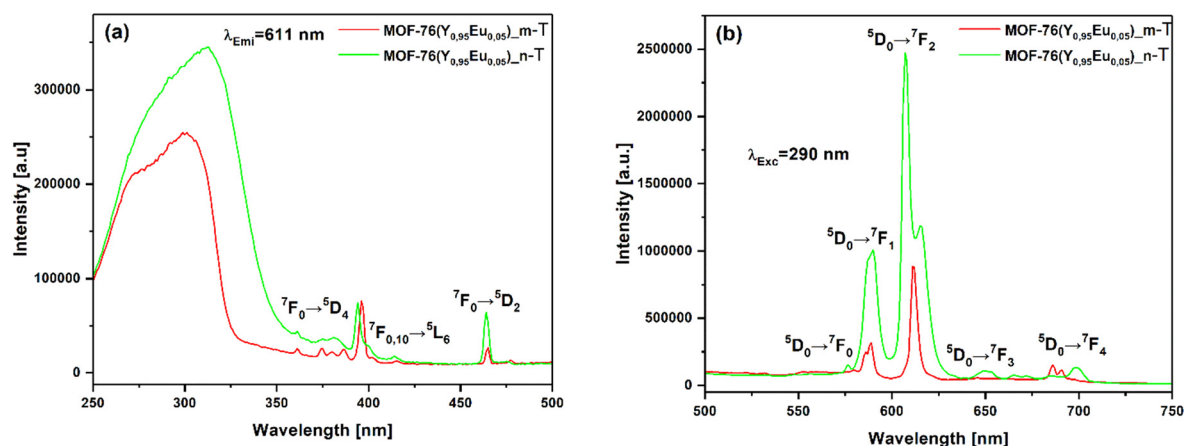 (a)
λEmi=611 nm
MOF-76(Y0,95Eu0,05)_m-T
MOF-76(Y0,95Eu0,05)_n-T
⁷F₀→⁵D₄
⁷F₀,₁₀→⁵L₆
⁷F₀→⁵D₂
Intensity [a.u]
300000
200000
100000
0
250
300
350
400
450
500
Wavelength [nm]
(b)
⁵D₀→⁷F₂
MOF-76(Y0,95Eu0,05)_m-T
MOF-76(Y0,95Eu0,05)_n-T
λExc=290 nm
⁵D₀→⁷F₁
⁵D₀→⁷F₀
⁵D₀→⁷F₃
⁵D₀→⁷F₄
Intensity [a.u.]
2500000
2000000
1500000
1000000
500000
0
500
550
600
650
700
750
Wavelength [nm]